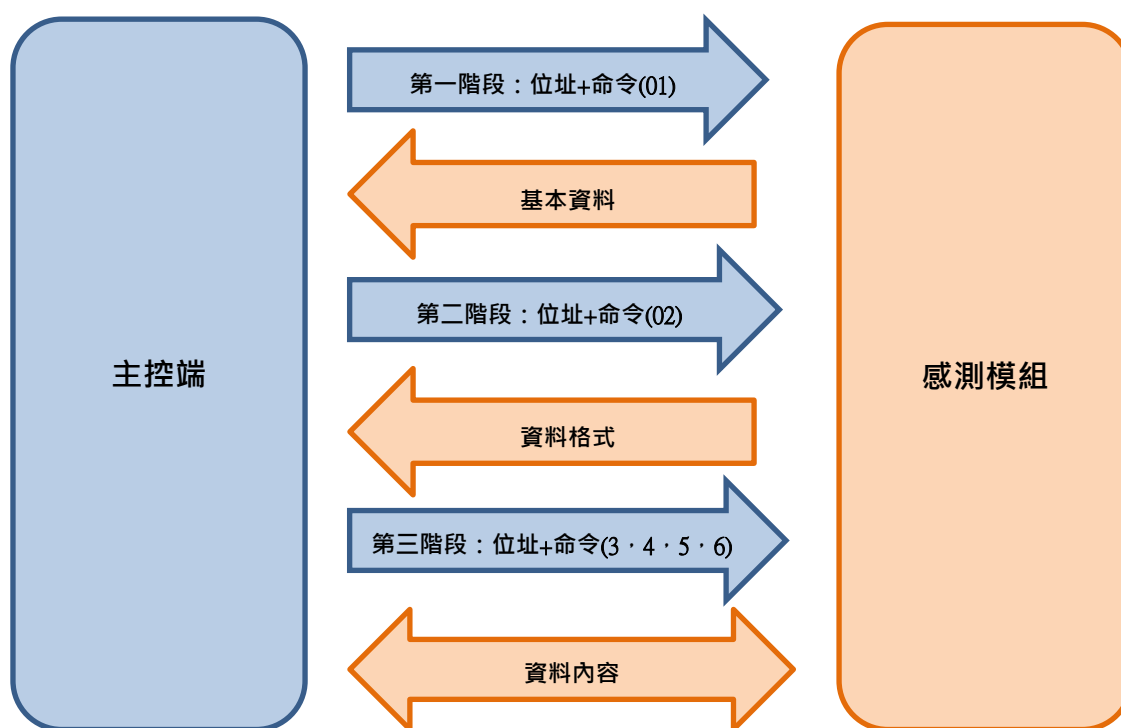 第一階段：位址+命令(01)
基本資料
第二階段：位址+命令(02)
主控端
感測模組
資料格式
第三階段：位址+命令(3，4，5，6)
資料內容